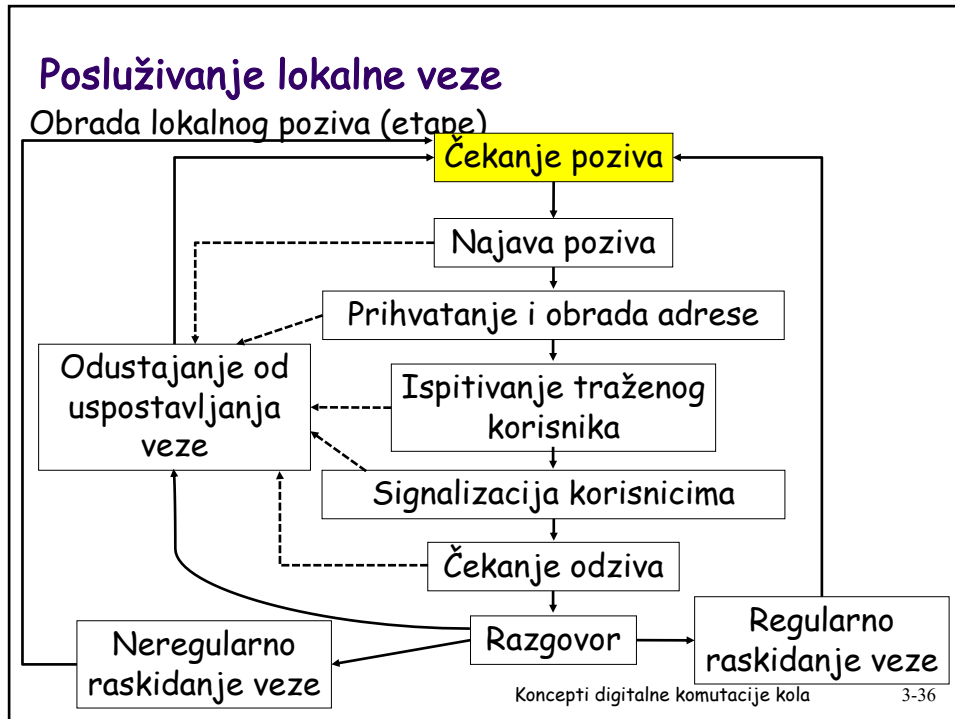 Posluživanje lokalne veze
Obrada lokalnog poziva (etape)
Čekanje poziva
Najava poziva
Prihvatanje i obrada adrese
Odustajanje od
uspostavljanja
veze
Ispitivanje traženog
korisnika
Signalizacija korisnicima
Čekanje odziva
Razgovor
Regularno
raskidanje veze
Neregularno
raskidanje veze
Koncepti digitalne komutacije kola
3-36